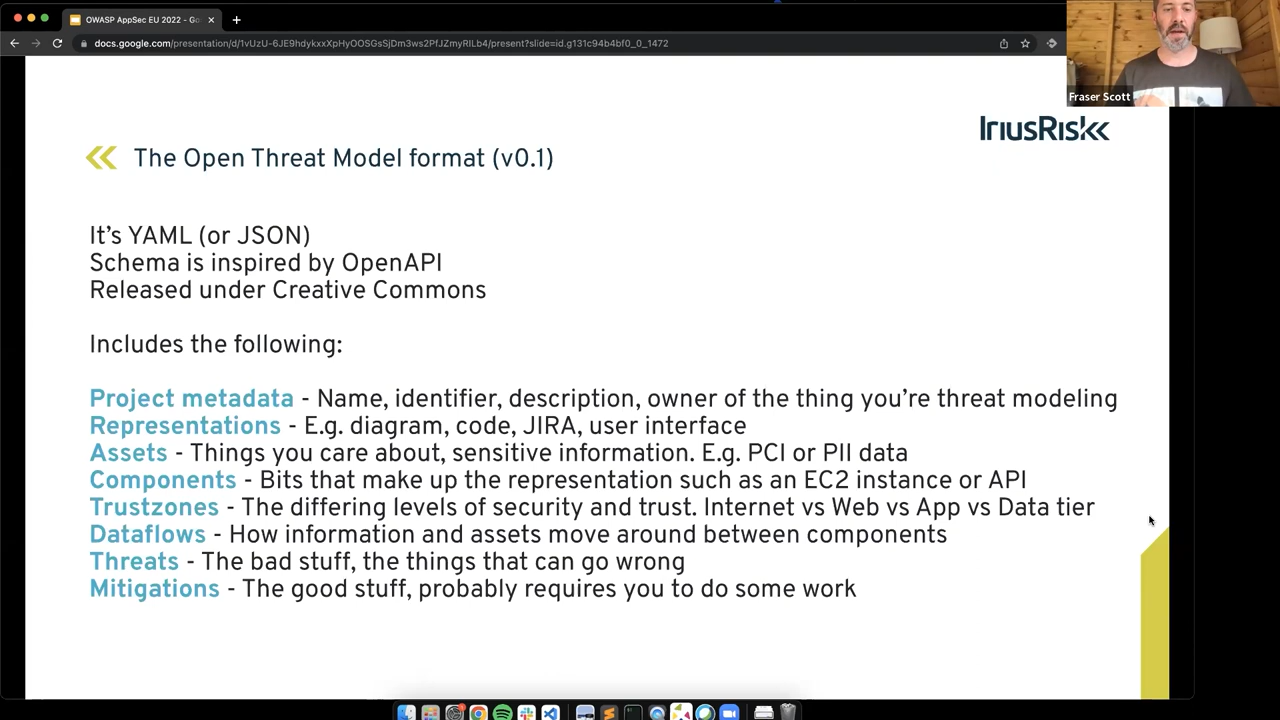 OWASP AppSec EU 2022 - Go
docs.google.com/presentation/d/1vUzU-6JE9hdykxxXpHyOOSGsSjDm3ws2PfJZmyRILb4/present?slide=id.g131c94b4bf0_0_1472
Fraser Scott
IriusRisk
The Open Threat Model format (v0.1)
It's YAML (or JSON)
Schema is inspired by OpenAPI
Released under Creative Commons
Includes the following:
Project metadata - Name, identifier, description, owner of the thing you're threat modeling
Representations - E.g. diagram, code, JIRA, user interface
Assets - Things you care about, sensitive information. E.g. PCI or PII data
Components - Bits that make up the representation such as an EC2 instance or API
Trustzones - The differing levels of security and trust. Internet vs Web vs App vs Data tier
Dataflows - How information and assets move around between components
Threats - The bad stuff, the things that can go wrong
Mitigations - The good stuff, probably requires you to do some work